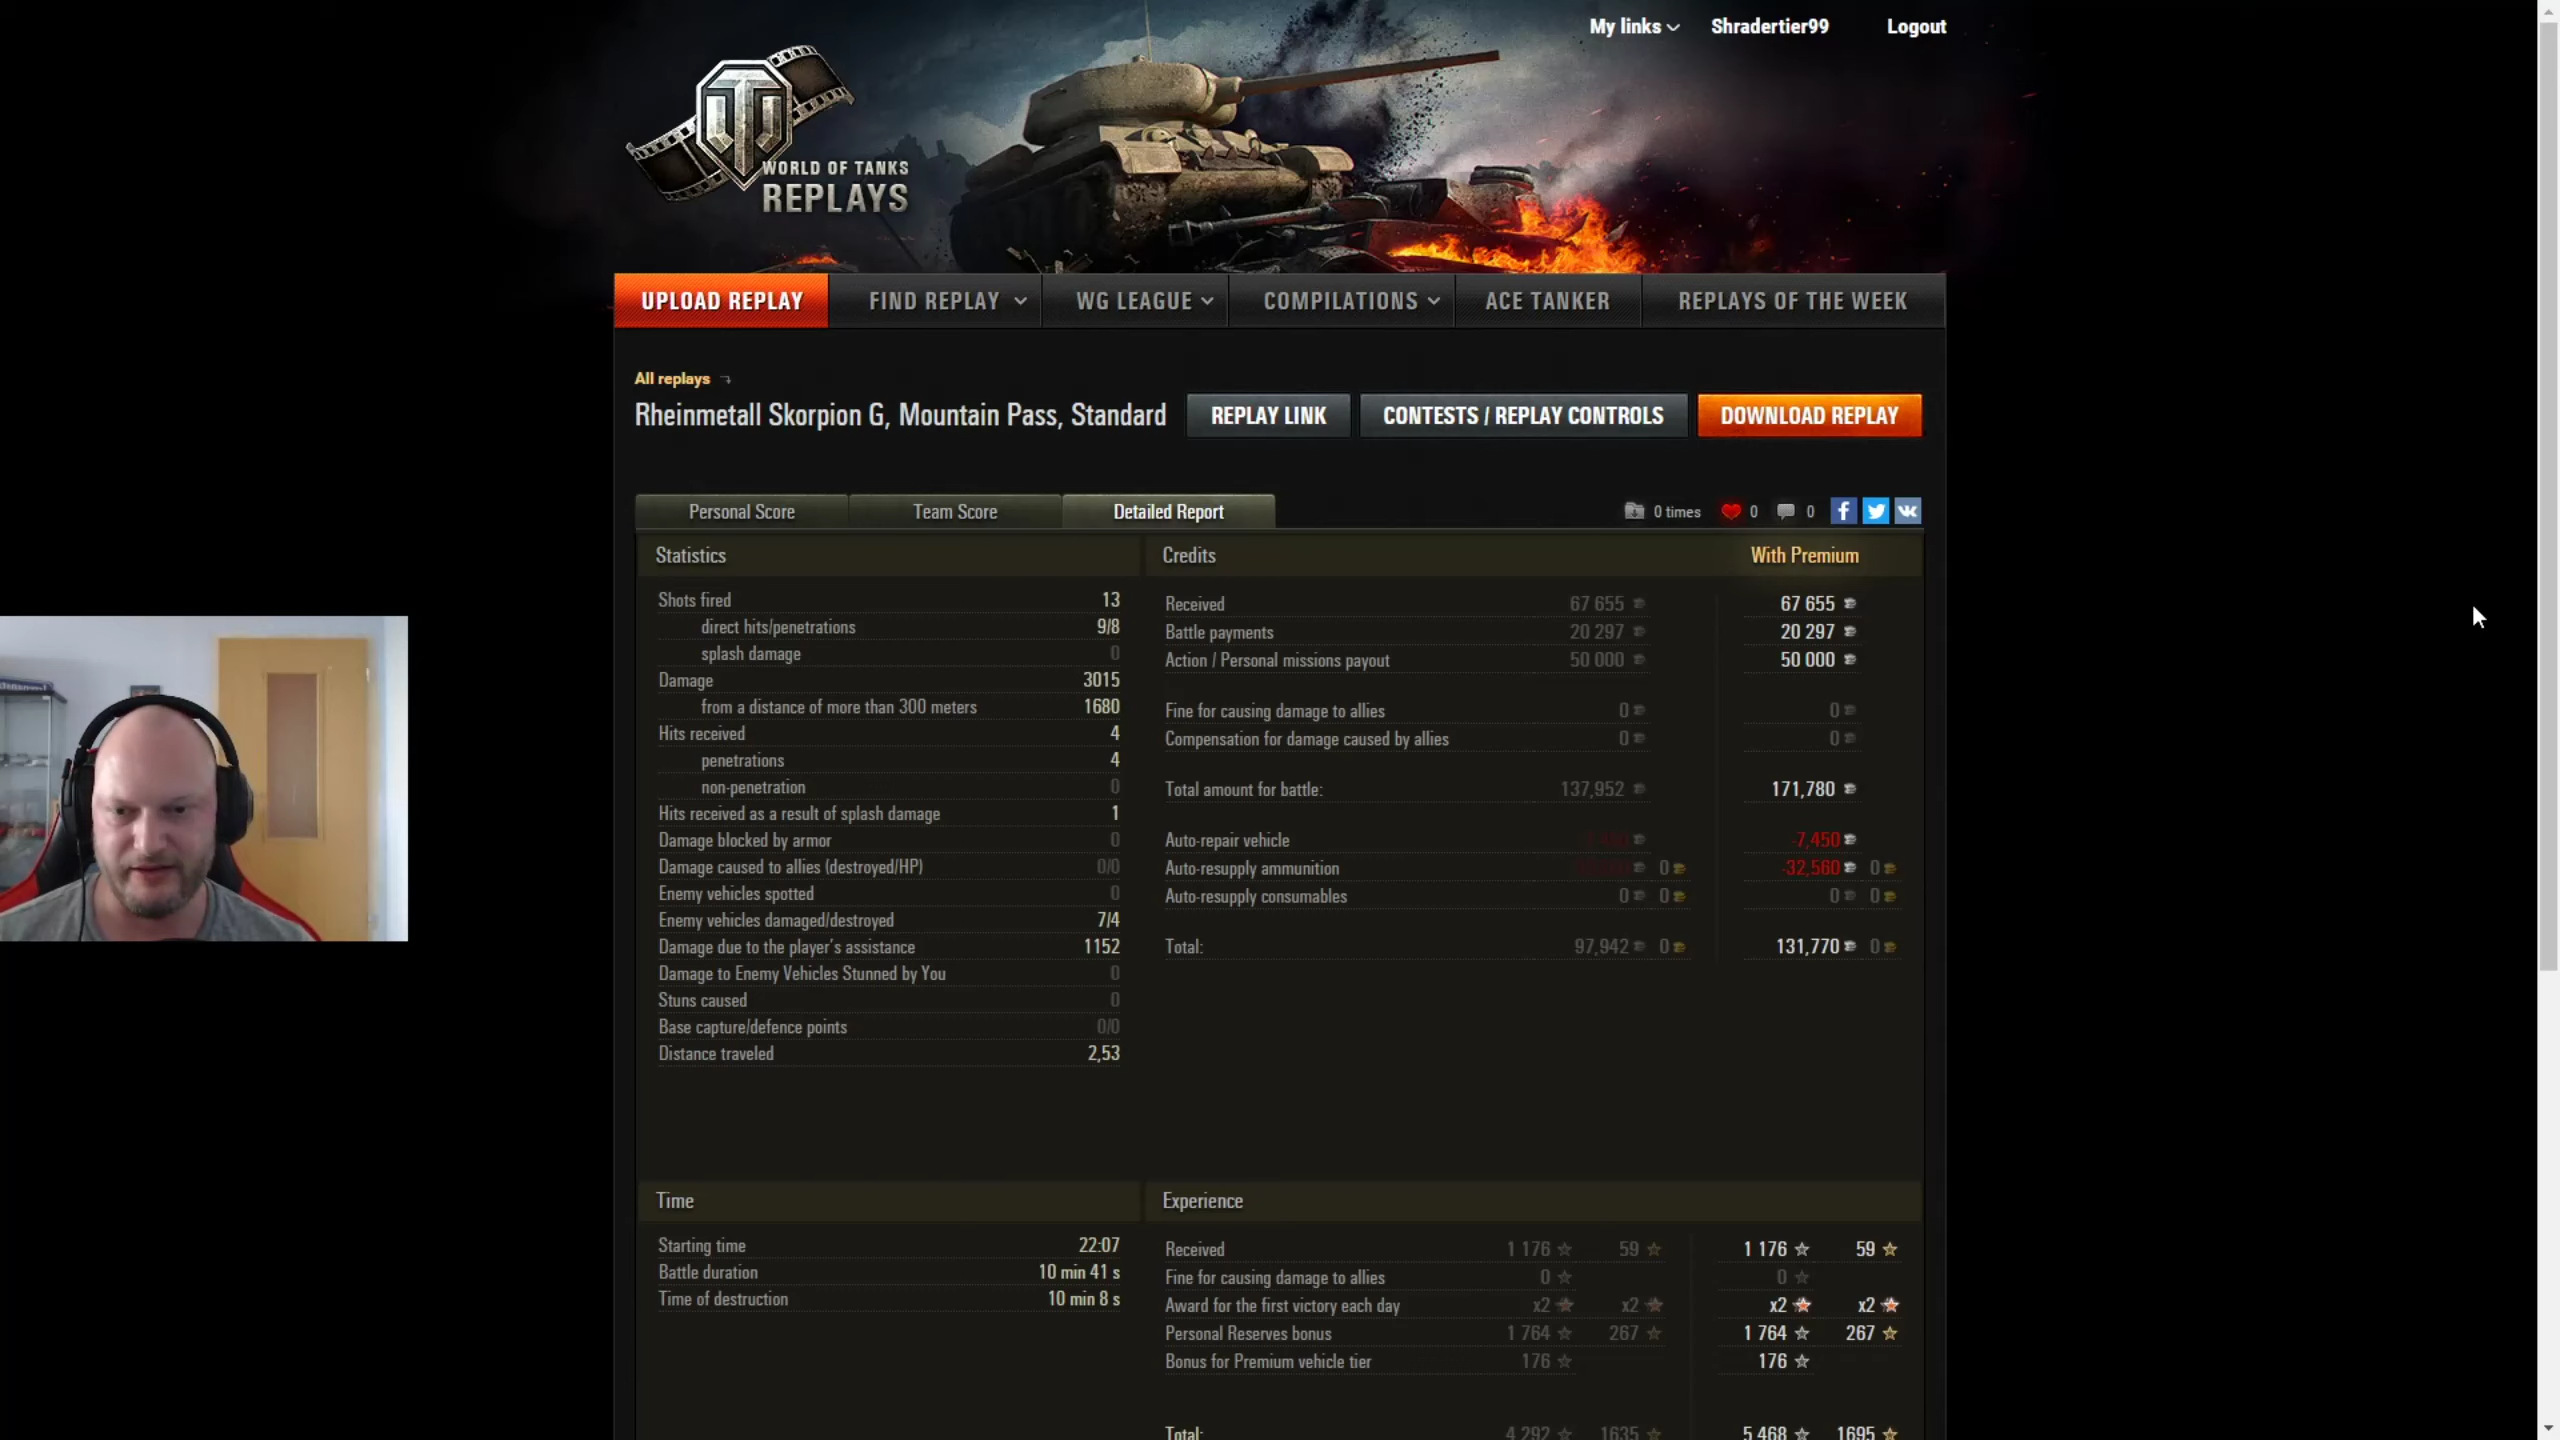 My links Shradertier99 Logout
WORLD OF TANKS
REPLAYS
UPLOAD REPLAY FIND REPLAY WG LEAGUE COMPILATIONS ACE TANKER REPLAYS OF THE WEEK
All replays
Rheinmetall Skorpion G, Mountain Pass, Standard REPLAY LINK CONTESTS / REPLAY CONTROLS DOWNLOAD REPLAY
Personal Score Team Score Detailed Report 0 times 0 0
Statistics
Shots fired 13
direct hits/penetrations 9/8
splash damage 0
Damage 3015
from a distance of more than 300 meters 1680
Hits received 4
penetrations 4
non-penetration 0
Hits received as a result of splash damage 1
Damage blocked by armor 0
Damage caused to allies (destroyed/HP) 0/0
Enemy vehicles spotted 0
Enemy vehicles damaged/destroyed 7/4
Damage due to the player's assistance 1152
Damage to Enemy Vehicles Stunned by You 0
Stuns caused 0
Base capture/defence points 0/0
Distance traveled 2,53
Credits With Premium
Received 67 655 67 655
Battle payments 20 297 20 297
Action / Personal missions payout 50 000 50 000
Fine for causing damage to allies 0 0
Compensation for damage caused by allies 0 0
Total amount for battle: 137,952 171,780
Auto-repair vehicle -7,450
Auto-resupply ammunition 0 -32,560 0
Auto-resupply consumables 0 0 0 0
Total: 97,942 0 131,770 0
Time
Starting time 22:07
Battle duration 10 min 41 s
Time of destruction 10 min 8 s
Experience
Received 1 176 59 1 176 59
Fine for causing damage to allies 0 0
Award for the first victory each day x2 x2 x2 x2
Personal Reserves bonus 1 764 267 1 764 267
Bonus for Premium vehicle tier 176 176
Total: 4 292 1635 5 468 1695